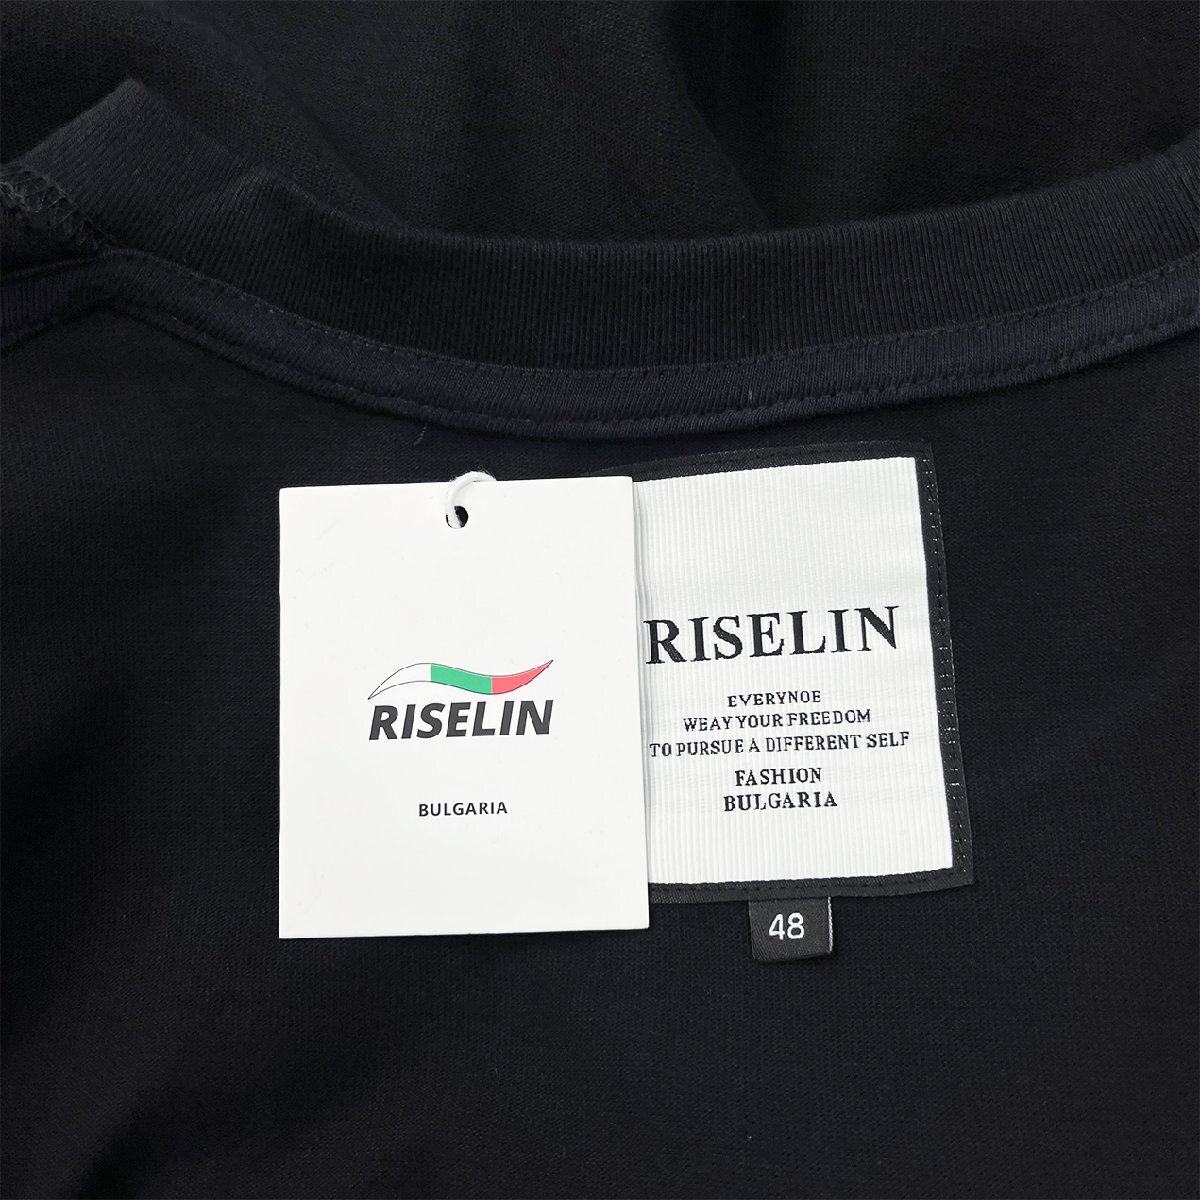 RISELIN
BULGARIA
RISELIN
EVERYNOE
WEAY YOUR FREEDOM
TO PURSUE A DIFFERENT SELF
FASHION
BULGARIA
48